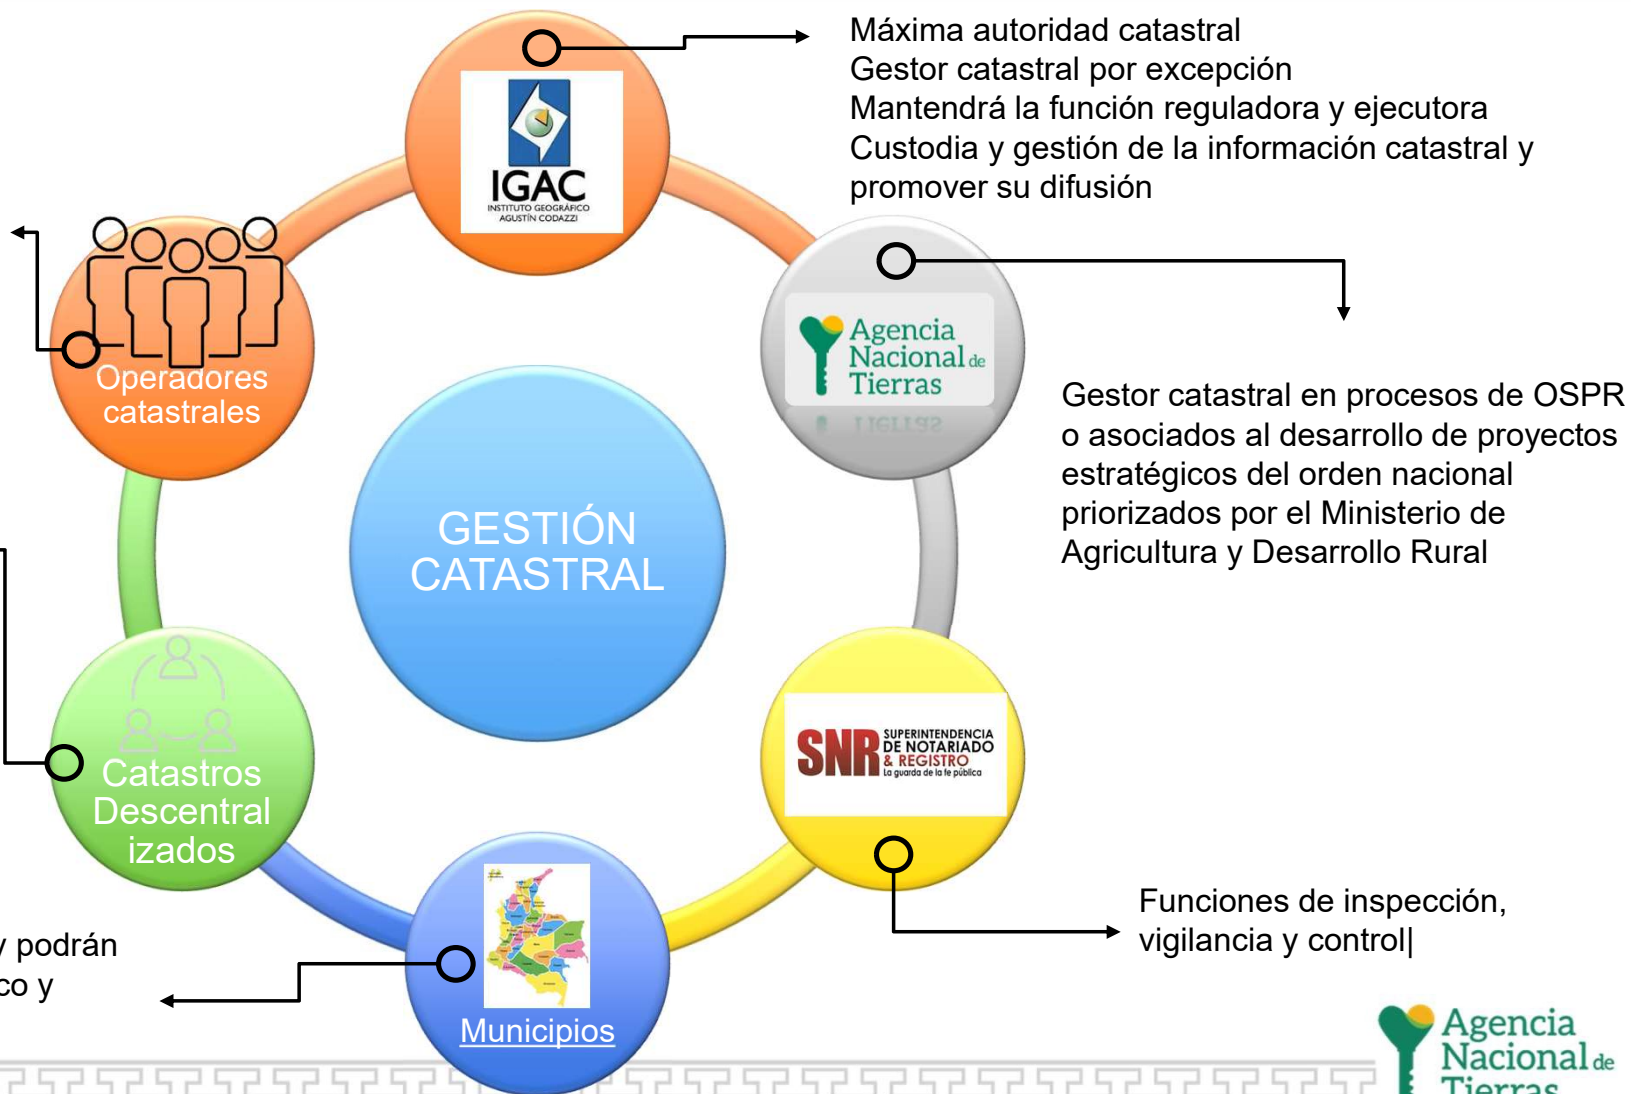 Máxima autoridad catastral
Gestor catastral por excepción
Mantendrá la función reguladora y ejecutora
Custodia y gestión de la información catastral y
promover su difusión
IGAC
INSTITUTO GEOGRÁFICO
AGUSTÍN CODAZZI
Operadores
catastrales
Agencia
Nacional de
Tierras
Gestor catastral en procesos de OSPR
o asociados al desarrollo de proyectos
estratégicos del orden nacional
priorizados por el Ministerio de
Agricultura y Desarrollo Rural
GESTIÓN
CATASTRAL
Catastros
Descentral
izados
SNR SUPERINTENDENCIA
DE NOTARIADO
& REGISTRO
La guarda de la fe pública
Funciones de inspección,
vigilancia y control|
y podrán
co y
Municipios
Agencia
Nacional de
Tierras